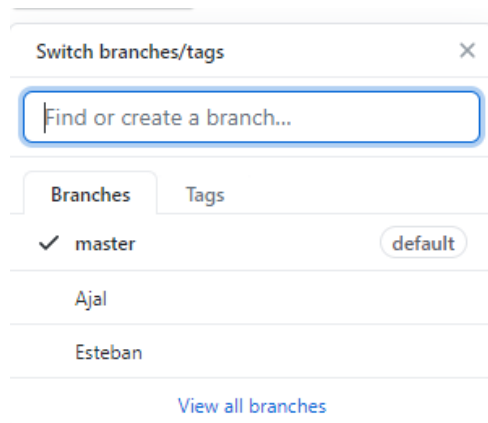 Switch branches/tags
Find or create a branch...
Branches Tags
master default
Ajal
Esteban
View all branches